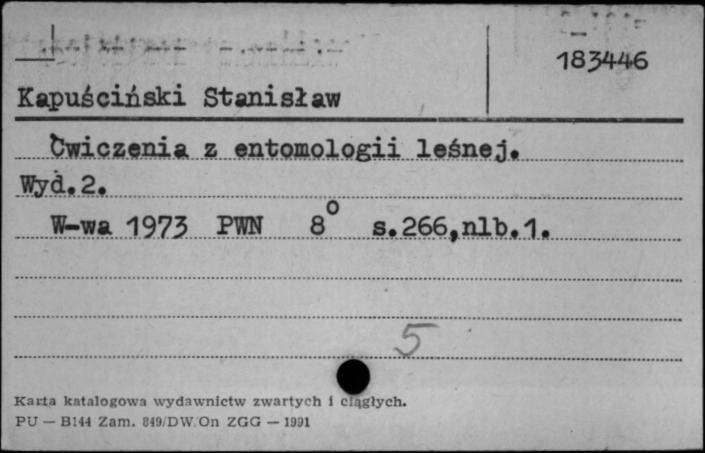 183446
Kapuściński Stanisław
Ćwiczenia z entomologii leśnej.
Wyd.2.
W-wa 1973 PWN 8° s.266,nlb.1.
5
Karta katalogowa wydawnictw zwartych i ciągłych.
PU — B144 Zam. 849/DW/On ZGG — 1991